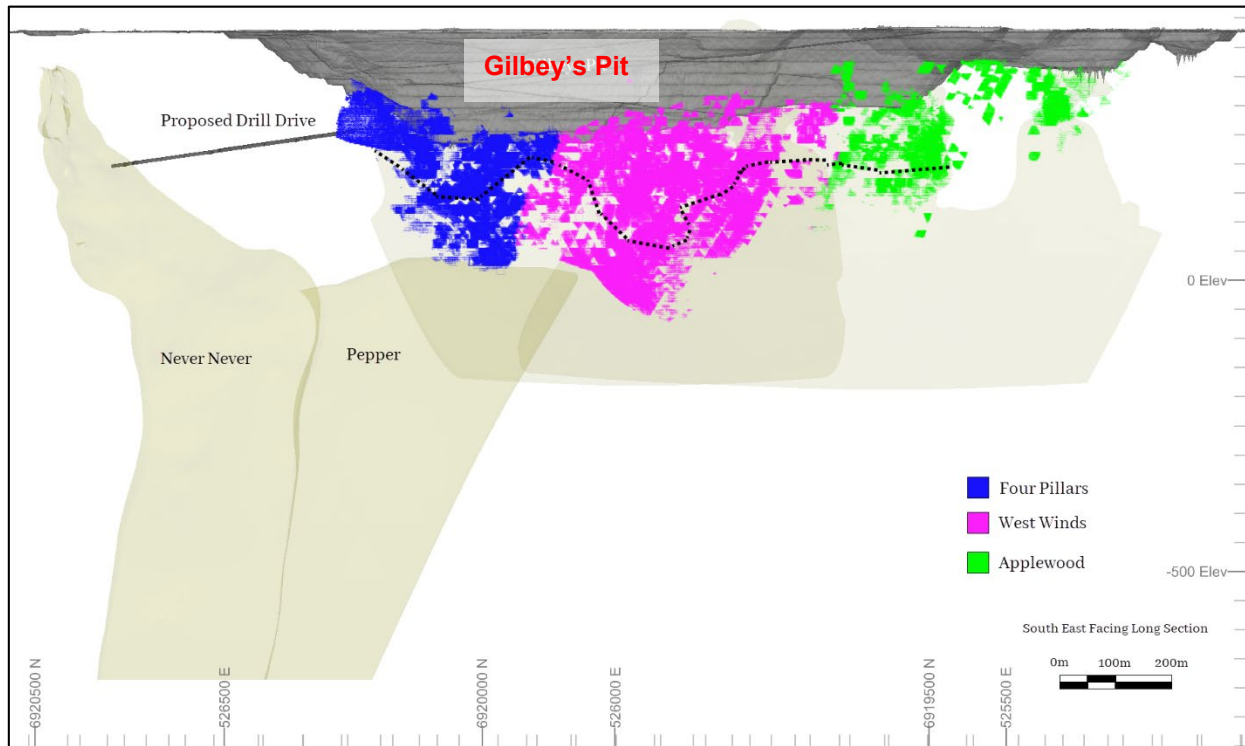 Gilbey's Pit
Proposed Drill Drive
0 Elev
Never Never
Pepper
Four Pillars
West Winds
Applewood
-500 Elev
South East Facing Long Section
0m 100m 200m
6920500 N
526500 E
6920000 N
526000 E
6919500 N
525500 E